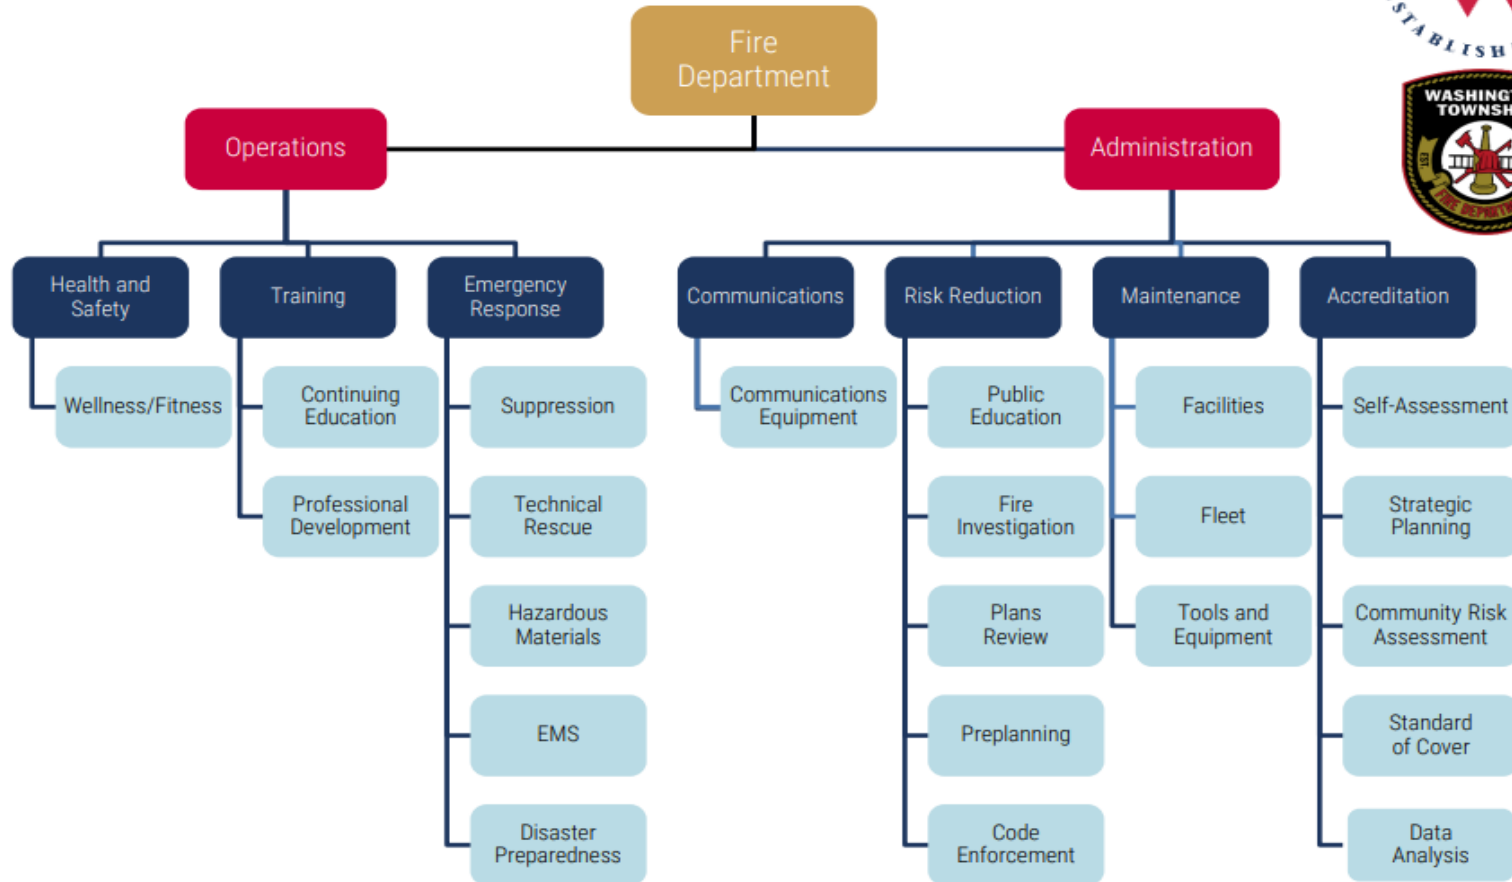 Fire
Department
Operations
Administration
Health and
Safety
Training
Emergency
Response
Communications
Risk Reduction
Maintenance
Accreditation
Wellness/Fitness
Continuing
Education
Professional
Development
Suppression
Technical
Rescue
Hazardous
Materials
EMS
Disaster
Preparedness
Communications
Equipment
Public
Education
Fire
Investigation
Plans
Review
Preplanning
Code
Enforcement
Facilities
Fleet
Tools and
Equipment
Self-Assessment
Strategic
Planning
Community Risk
Assessment
Standard
of Cover
Data
Analysis
EST.
FIRE